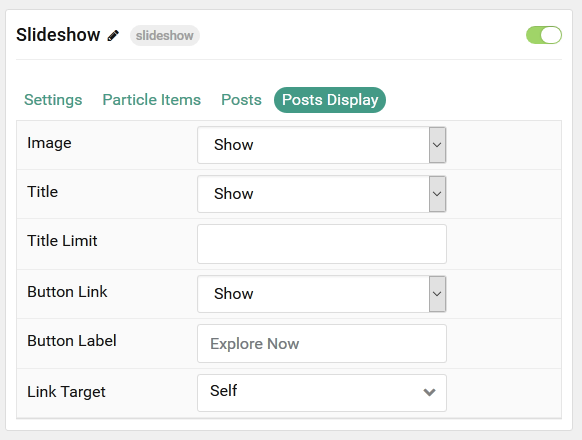 Slideshow slideshow
Settings Particle Items Posts Posts Display
Image Show
Title Show
Title Limit
Button Link Show
Button Label Explore Now
Link Target Self